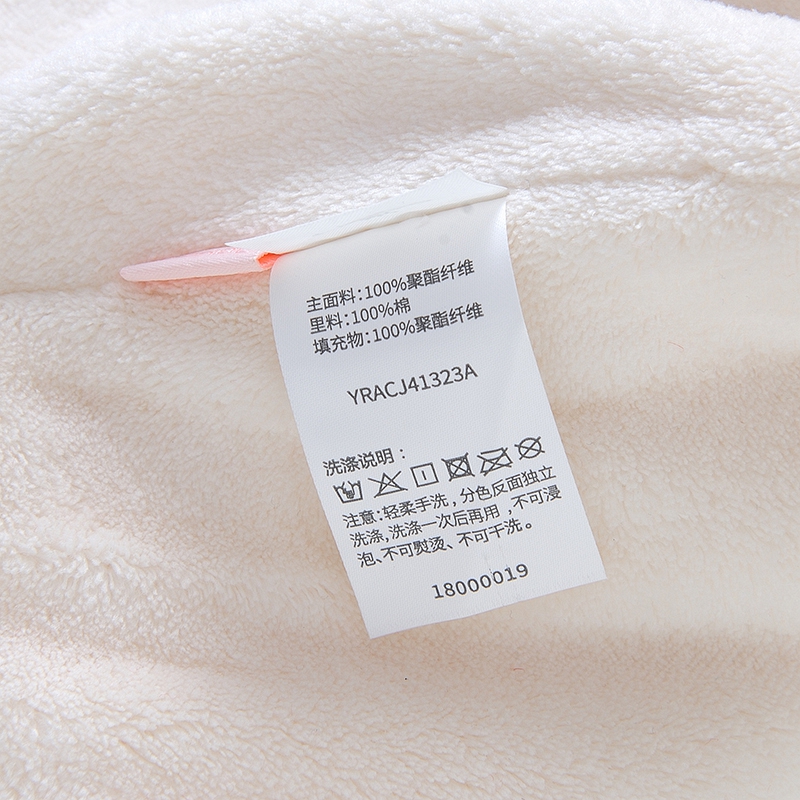 主面料:100%聚酯纤维
里料:100%棉
填充物:100%聚酯纤维
YRACJ41323A
洗涤说明:
注意:轻柔手洗,分色反面独立
洗涤,洗涤一次后再用,不可浸
泡、不可熨烫、不可干洗。
18000019